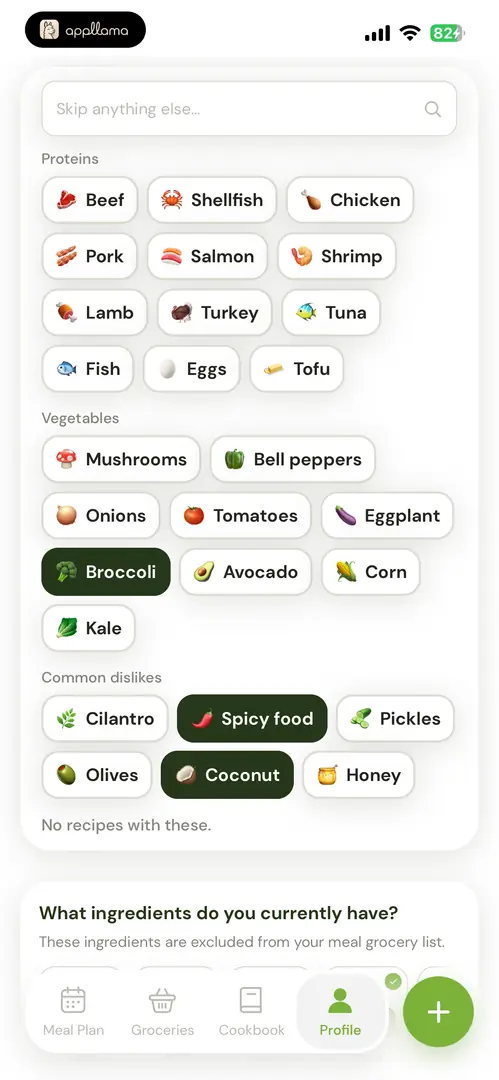 appllama
82
Skip anything else...
Proteins
Beef Shellfish Chicken
Pork Salmon Shrimp
Lamb Turkey Tuna
Fish Eggs Tofu
Vegetables
Mushrooms Bell peppers
Onions Tomatoes Eggplant
Broccoli Avocado Corn
Kale
Common dislikes
Cilantro Spicy food Pickles
Olives Coconut Honey
No recipes with these.
What ingredients do you currently have?
These ingredients are excluded from your meal grocery list.
Meal Plan Groceries Cookbook Profile